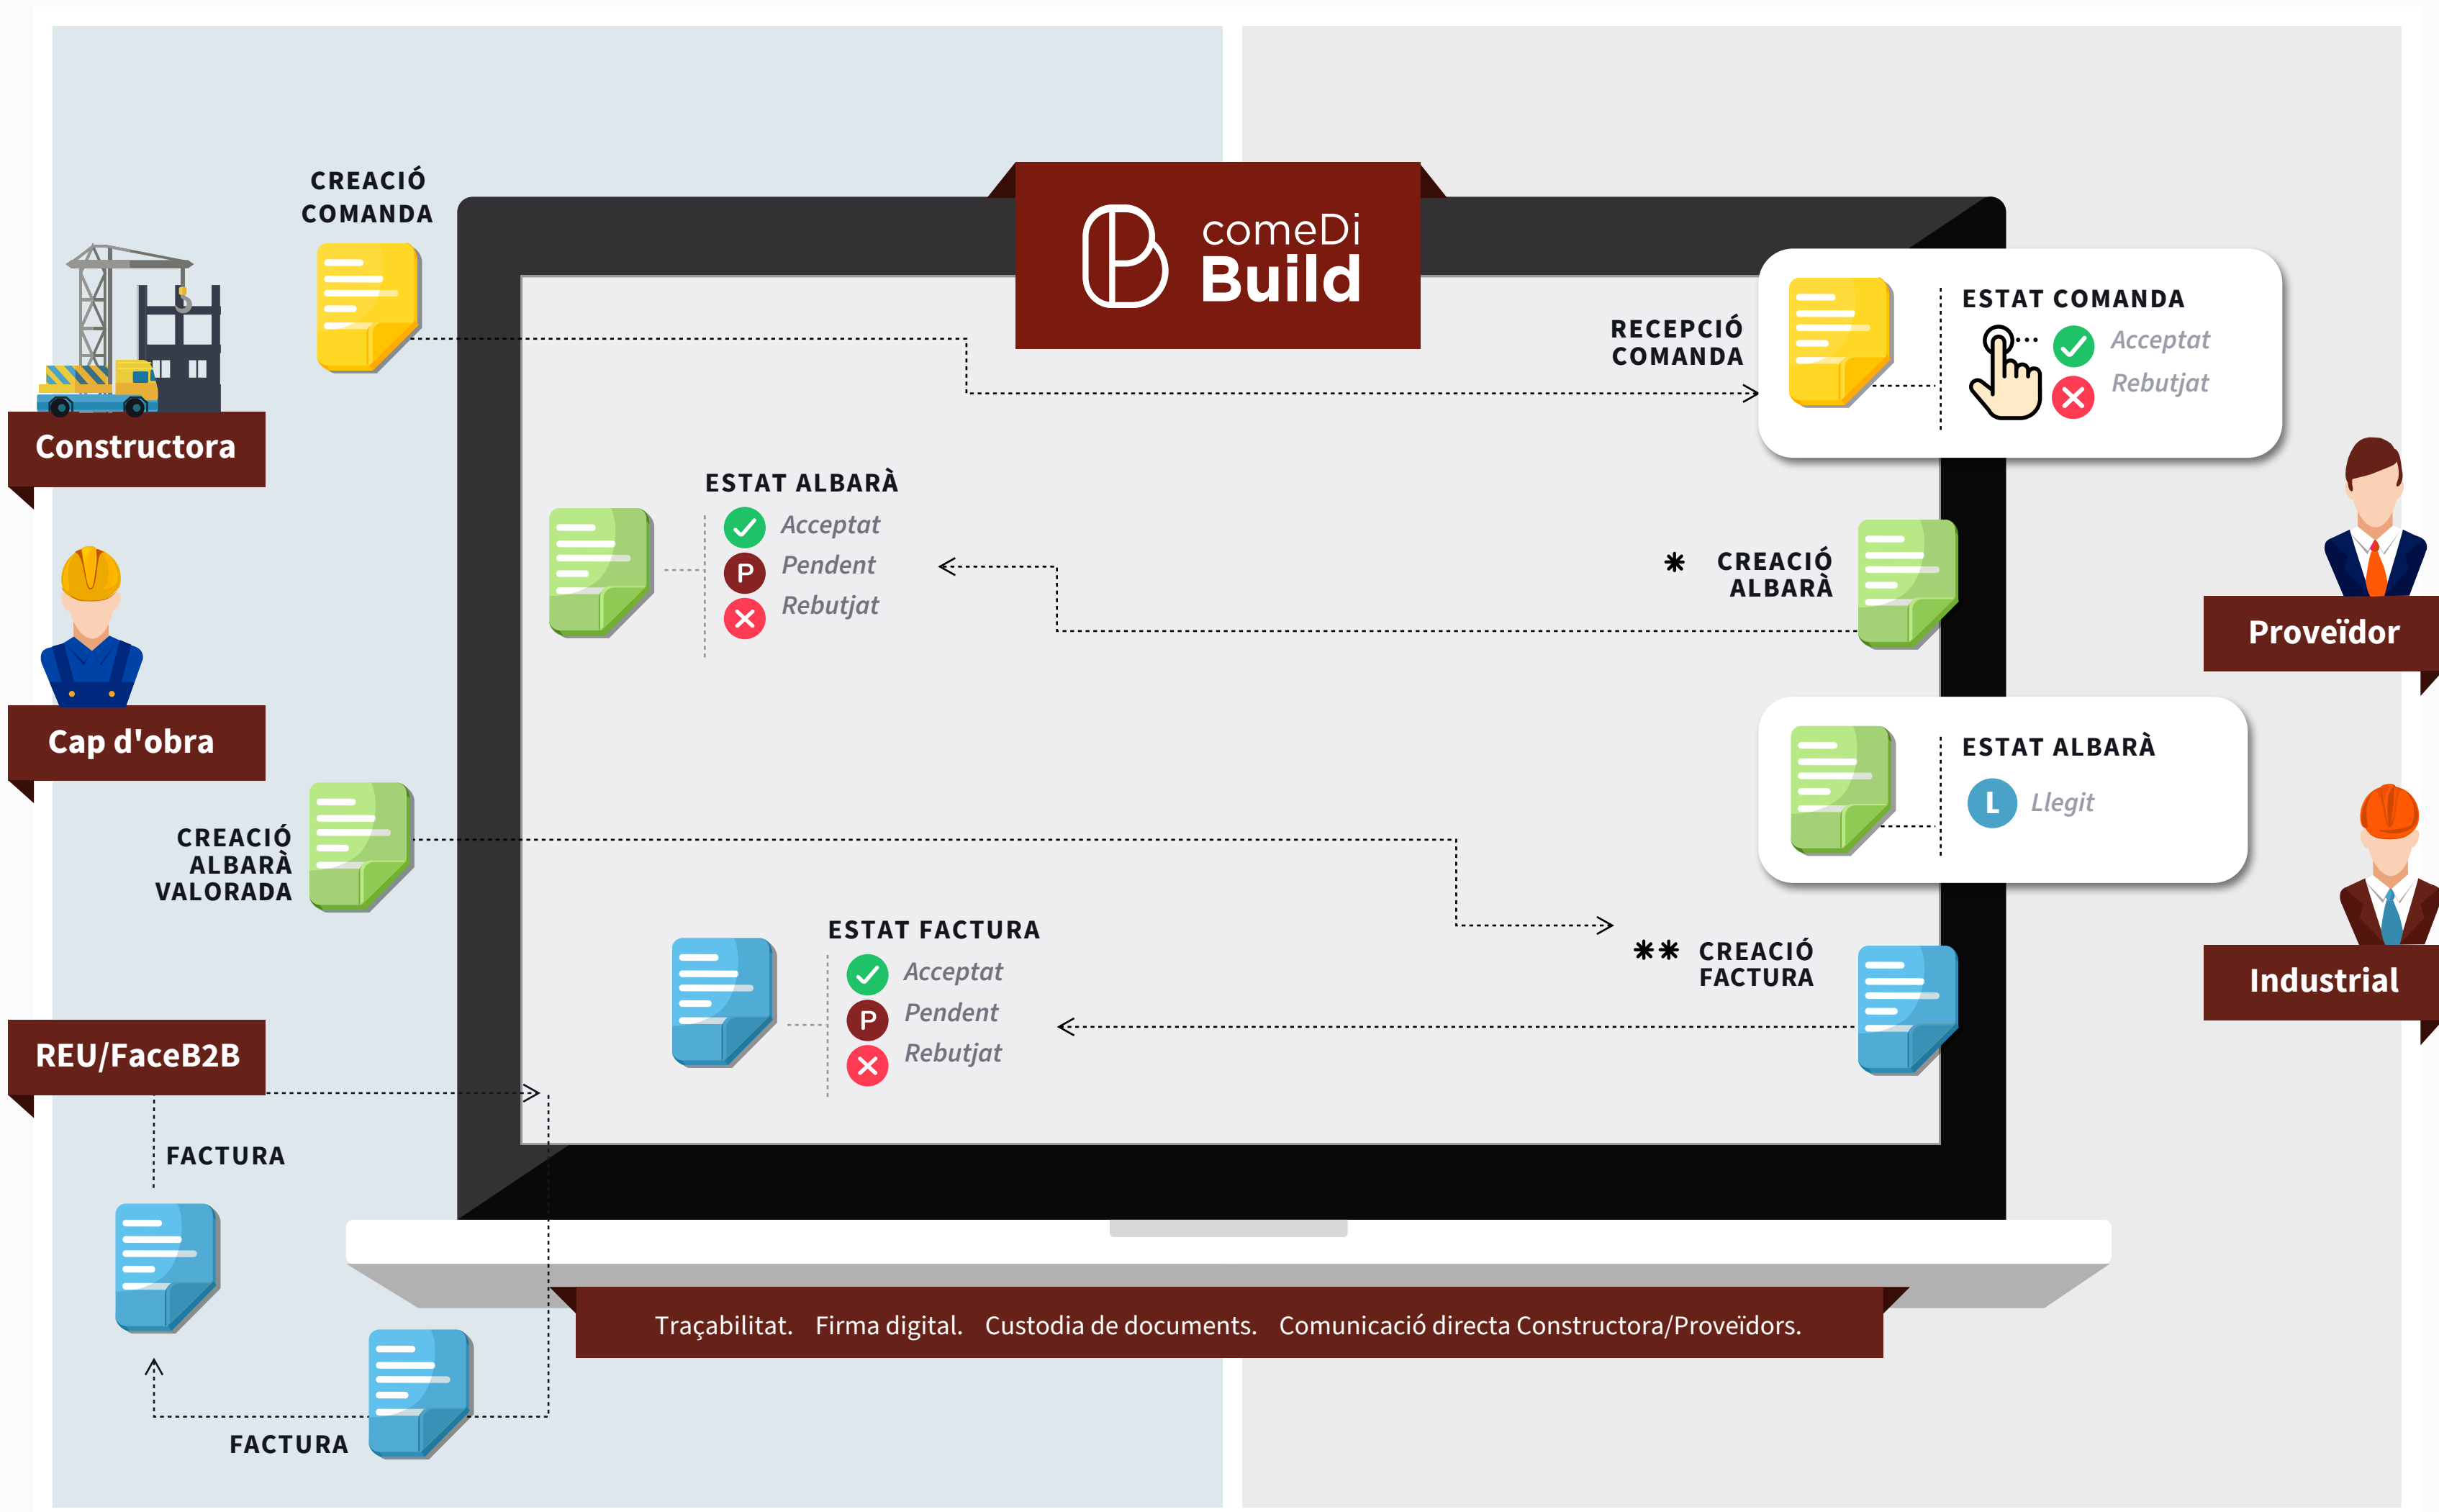 CREACIÓ
COMANDA
comeDi
Build
RECEPCIÓ
COMANDA
ESTAT COMANDA
Acceptat
Rebutjat
Constructora
ESTAT ALBARÀ
Acceptat
P Pendent
Rebutjat
* CREACIÓ
ALBARÀ
Proveïdor
Cap d'obra
ESTAT ALBARÀ
L Llegit
CREACIÓ
ALBARÀ
VALORADA
ESTAT FACTURA
Acceptat
P Pendent
Rebutjat
** CREACIÓ
FACTURA
Industrial
REU/FaceB2B
FACTURA
FACTURA
Traçabilitat. Firma digital. Custodia de documents. Comunicació directa Constructora/Proveïdors.